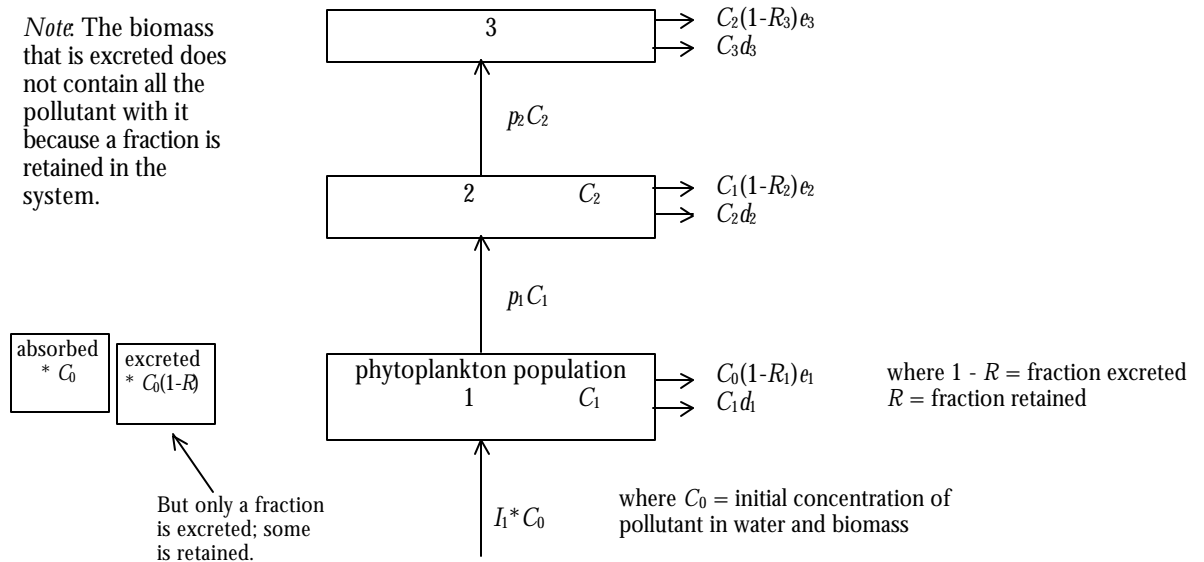 Note: The biomass
that is excreted does
not contain all the
pollutant with it
because a fraction is
retained in the
system.
3
C2(1-R3)e3
C3d3
p2C2
2 C2
C1(1-R2)e2
C2d2
p1C1
absorbed
* C0
excreted
* C0(1-R)
phytoplankton population
1 C1
C0(1-R1)e1
C1d1
where 1 - R = fraction excreted
R = fraction retained
But only a fraction
is excreted; some
is retained.
I1* C0
where C0 = initial concentration of
pollutant in water and biomass